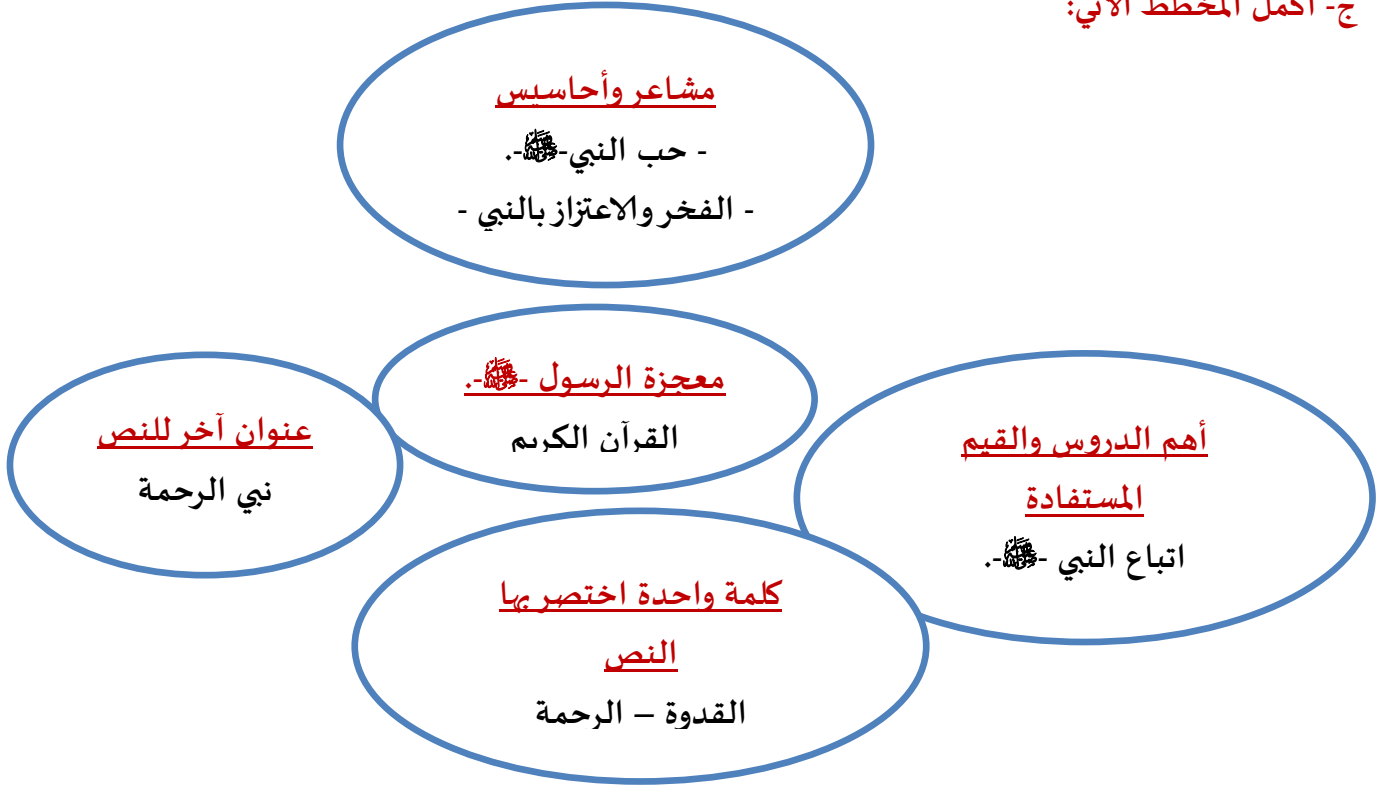 ج- أكمل المخطط الآتي:
مشاعر وأحاسيس
- حب النبي-ﷺ-.
- الفخر والاعتزاز بالنبي -
معجزة الرسول -ﷺ-.
القرآن الكريم
عنوان آخر للنص
نبي الرحمة
أهم الدروس والقيم
المستفادة
اتباع النبي -ﷺ-.
كلمة واحدة اختصر بها
النص
القدوة – الرحمة